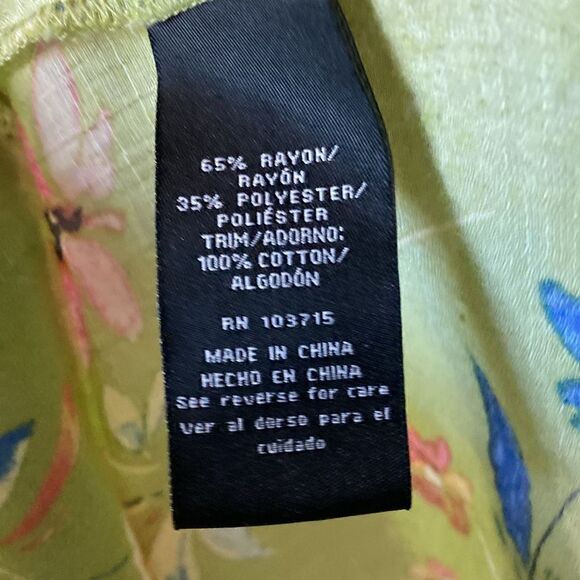 65% RAYON/
RAYÓN
35% POLYESTER/
POLIÉSTER
TRIM/ADORNO:
100% COTTON/
ALGODÓN
RN 103715
MADE IN CHINA
HECHO EN CHINA
See reverse for care
Ver al dorso para el
cuidado